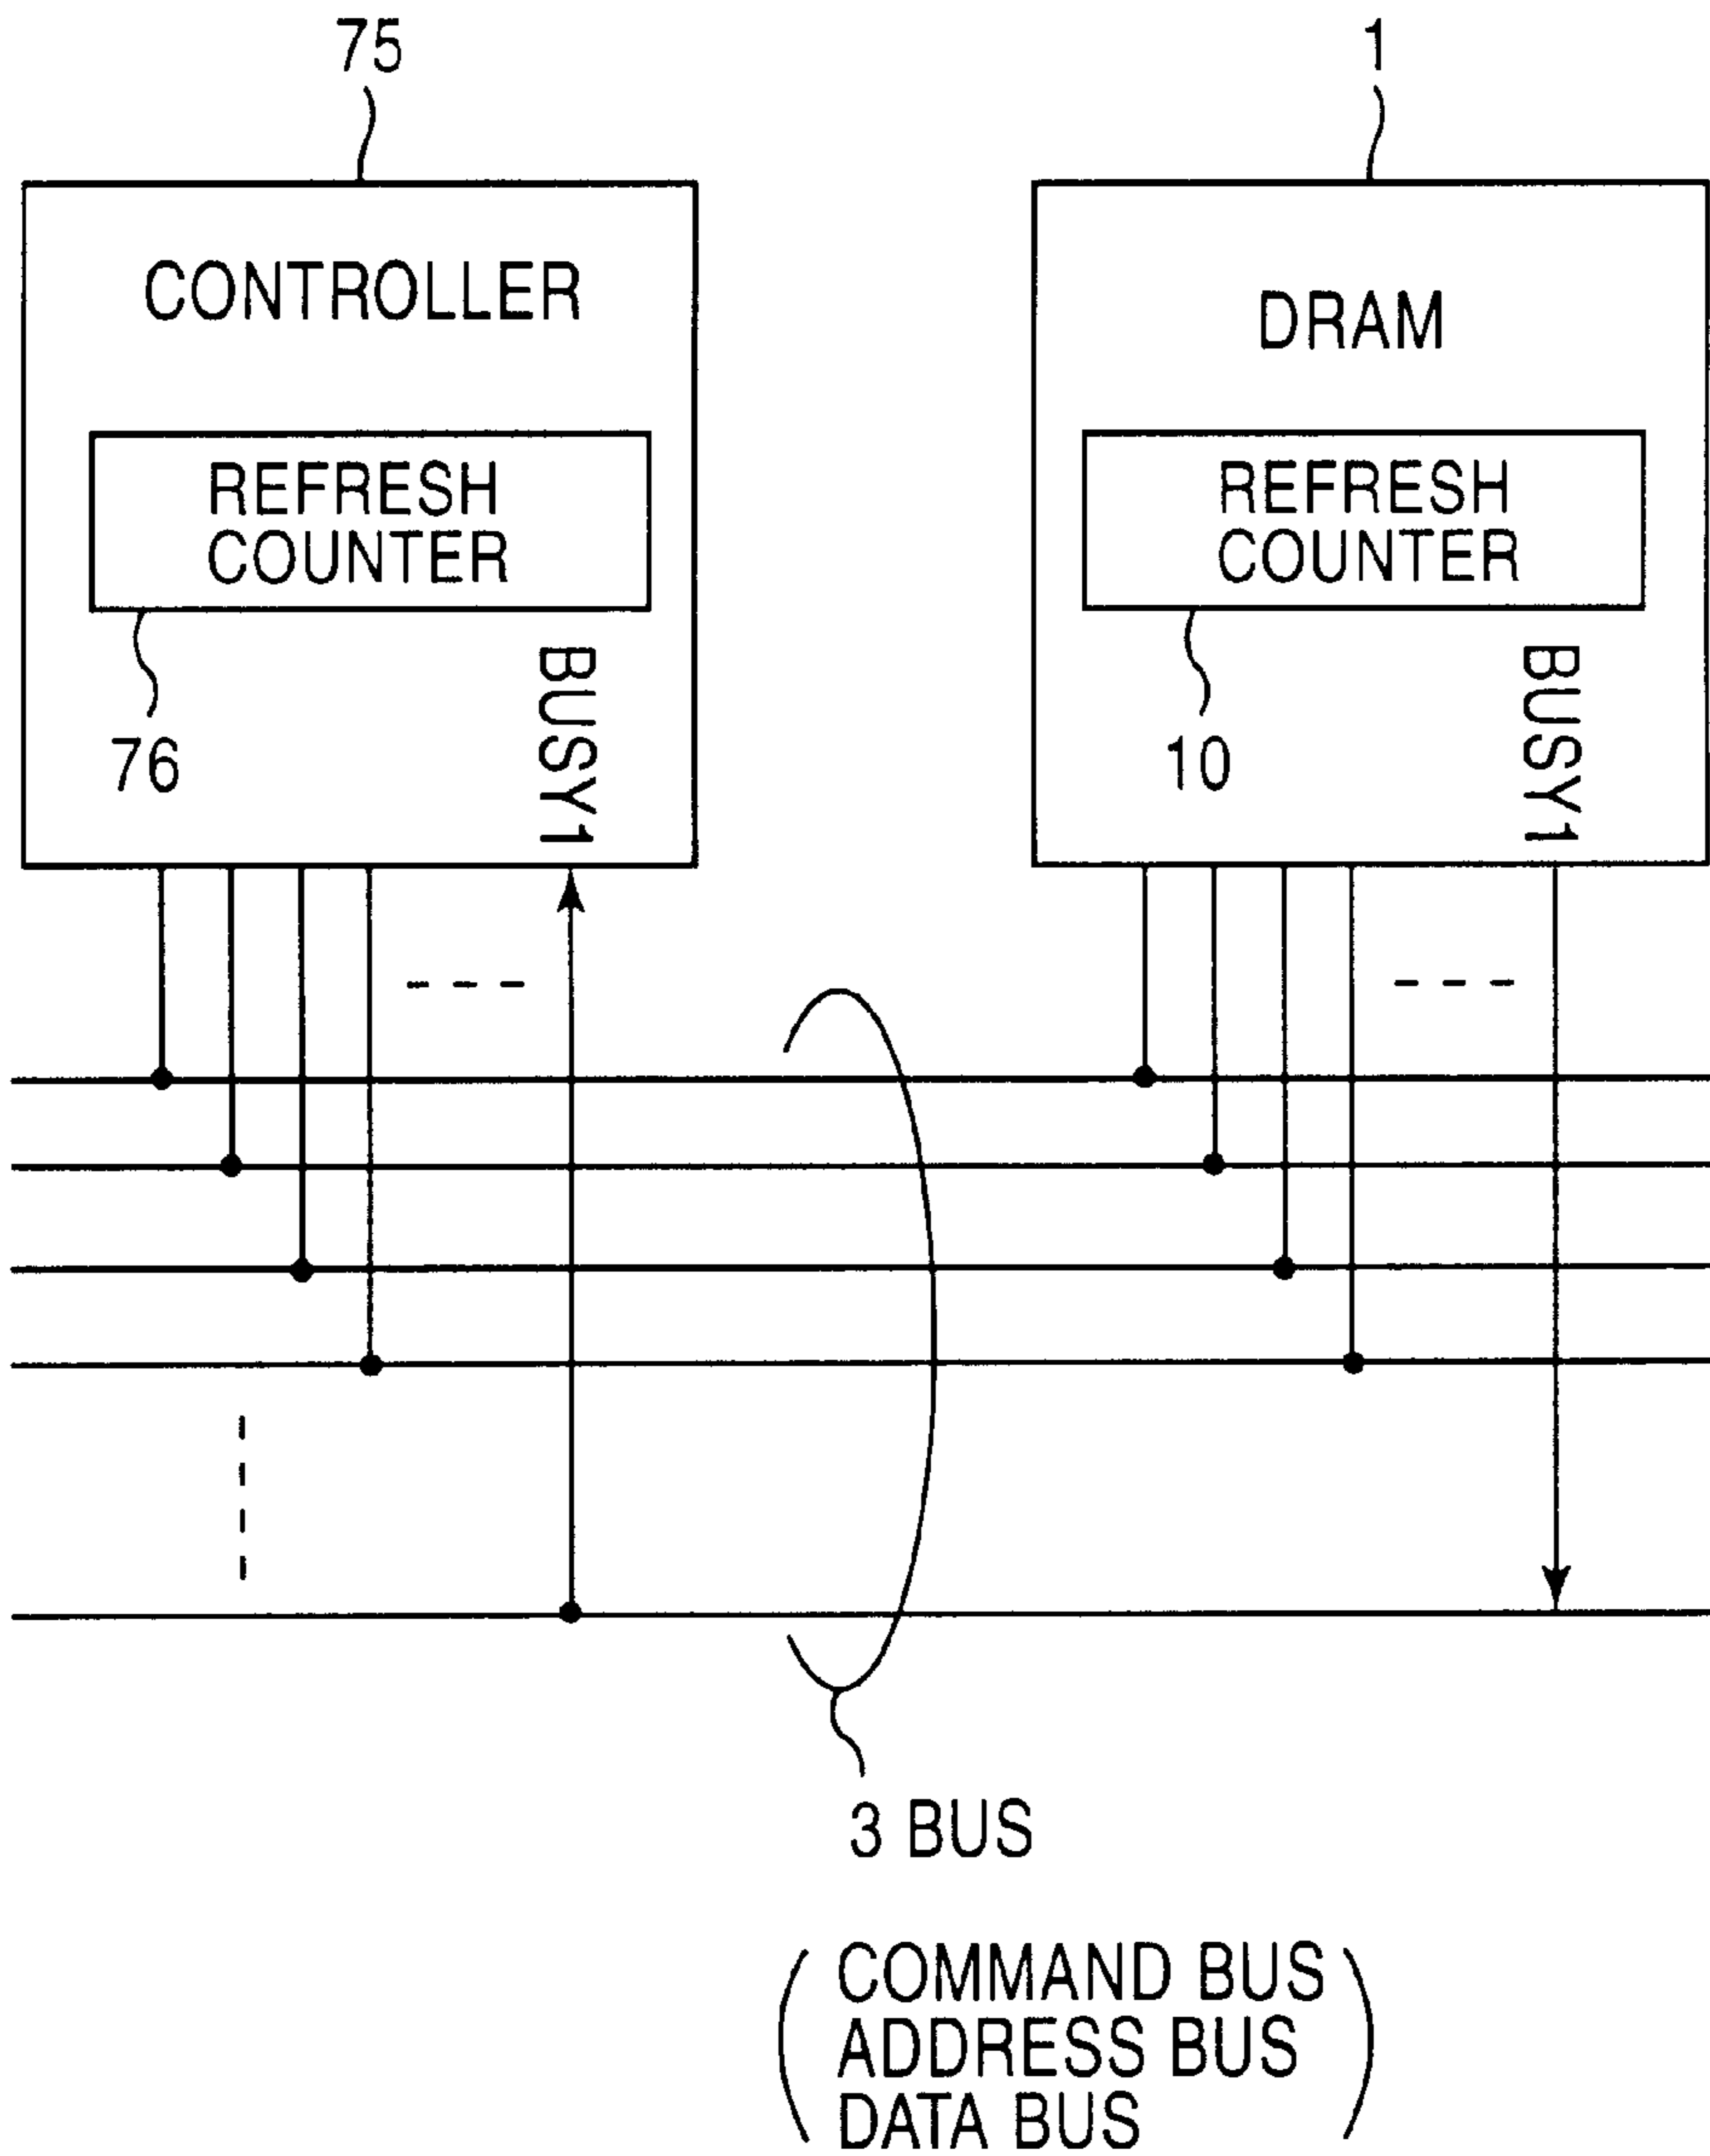 75
1
CONTROLLER
DRAM
REFRESH
COUNTER
REFRESH
COUNTER
76
BUSY1
10
BUSY1
3 BUS
COMMAND BUS
ADDRESS BUS
DATA BUS